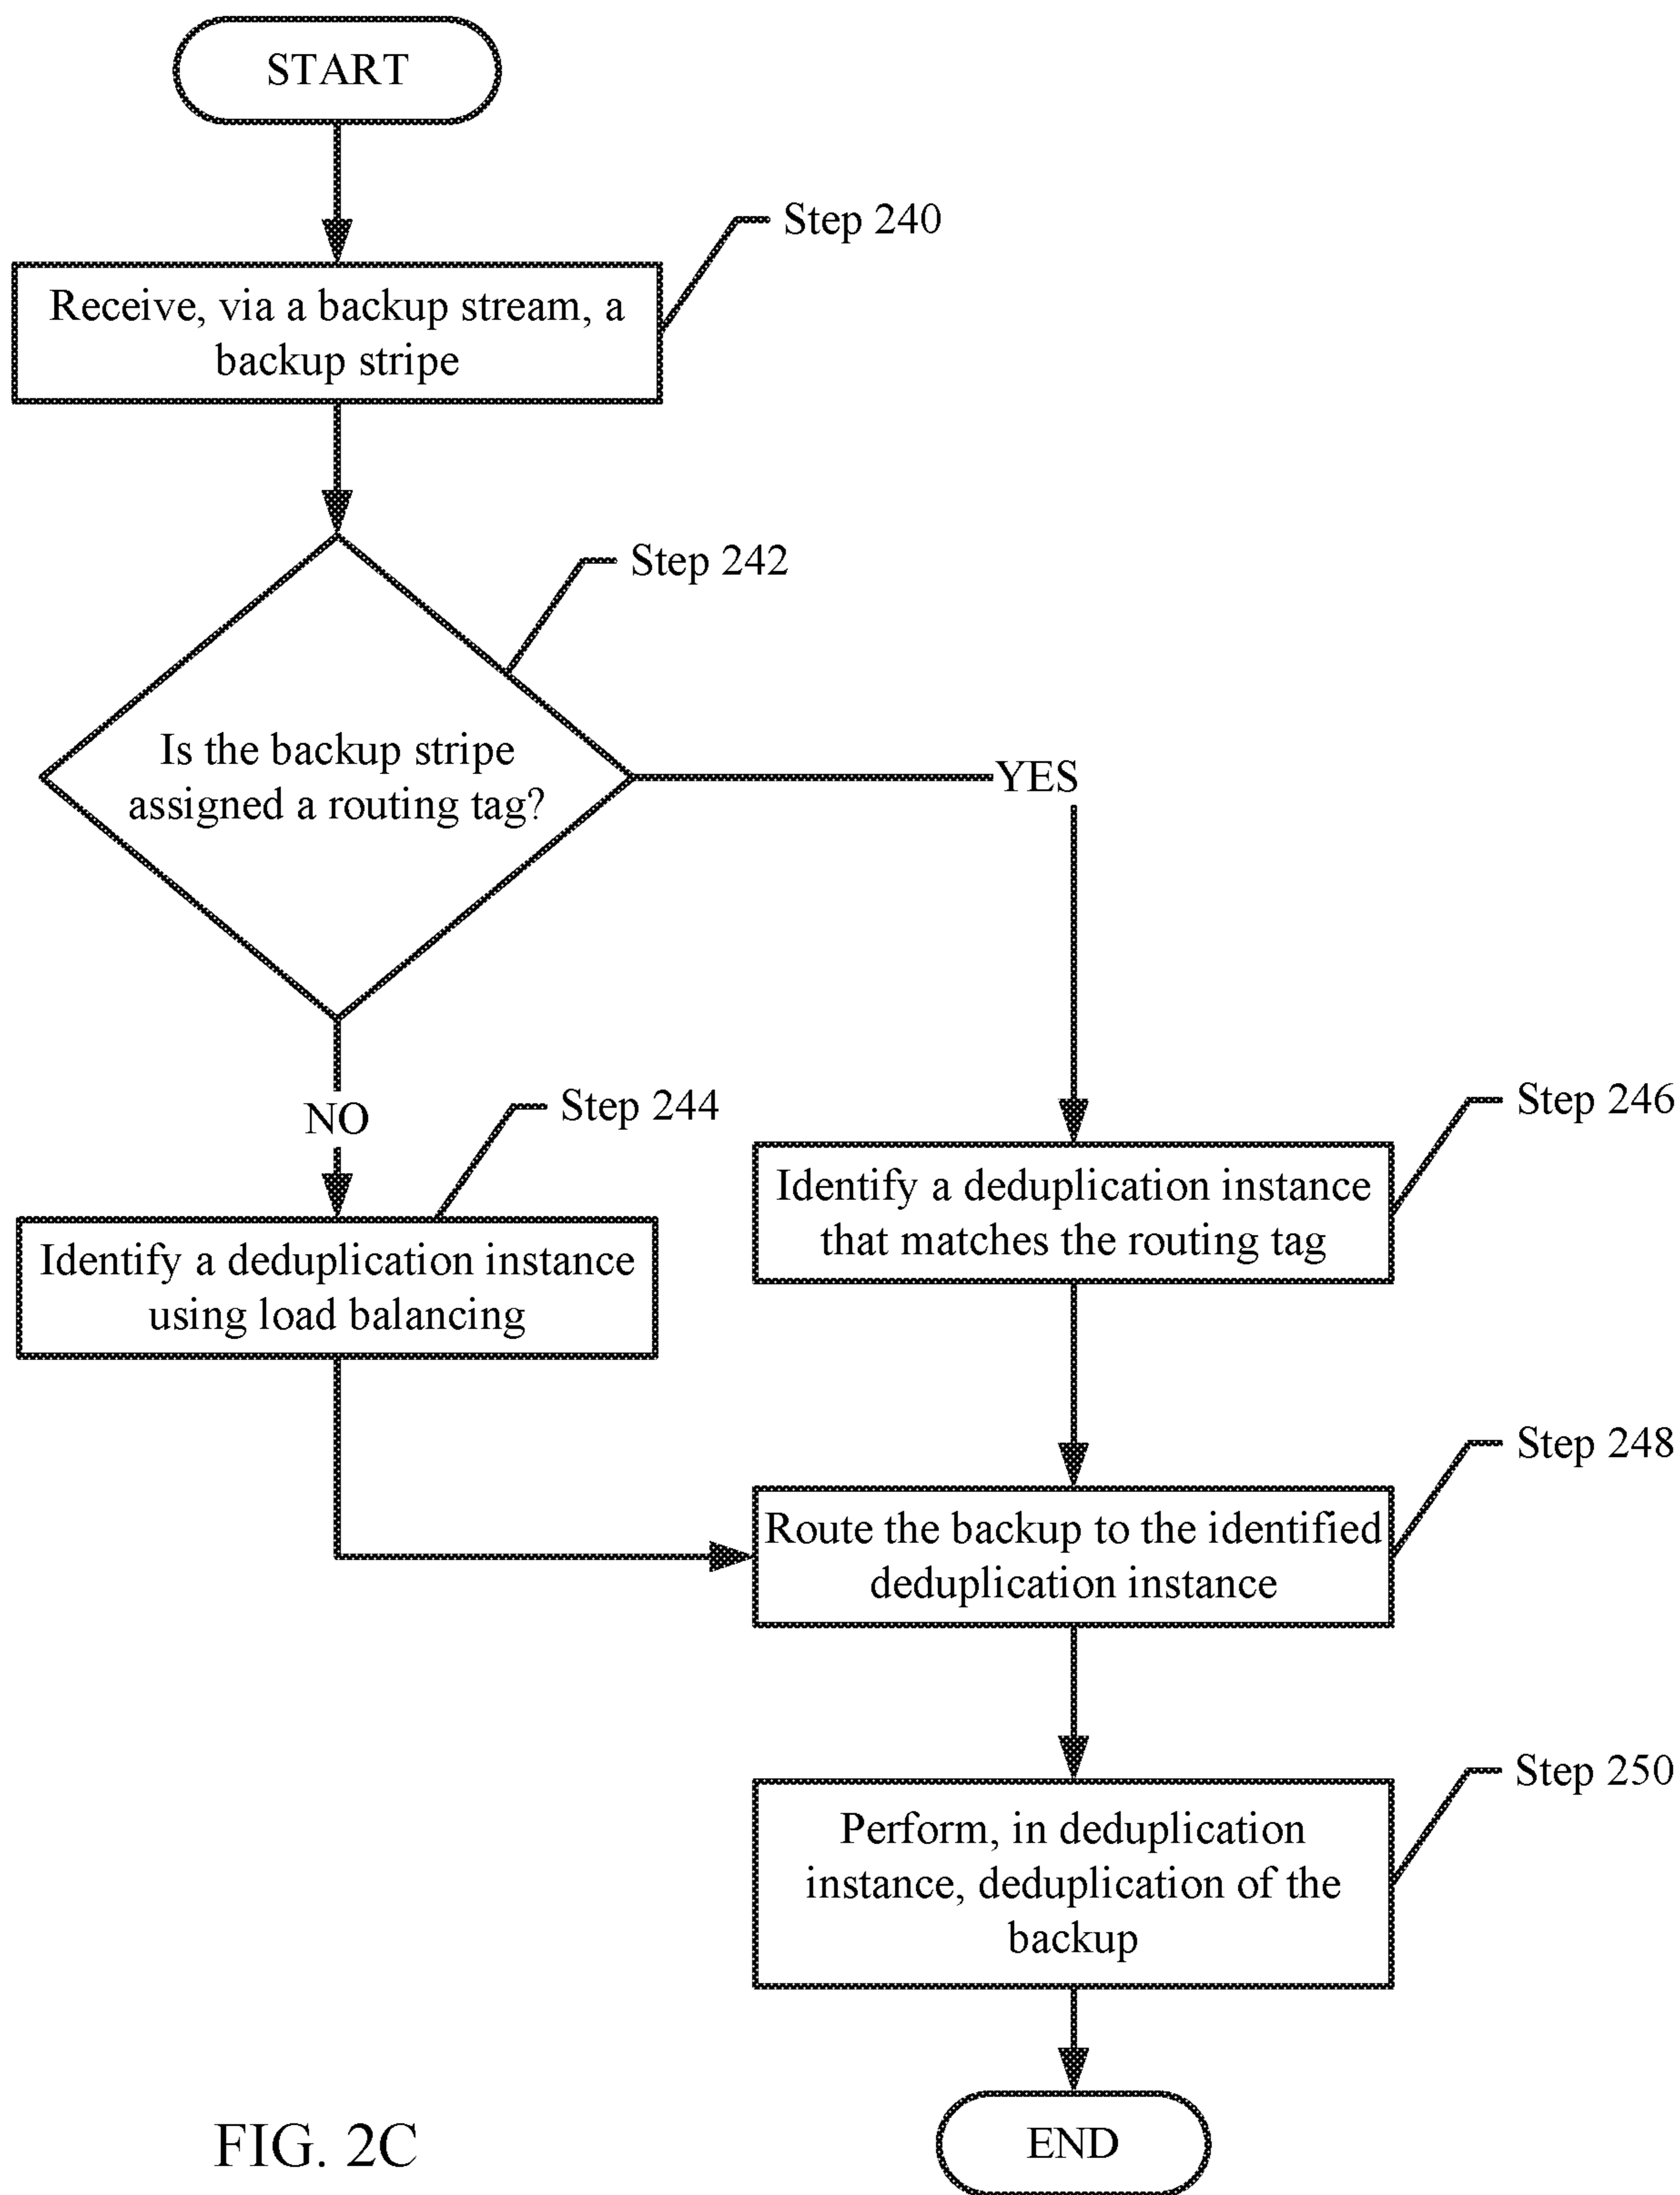 START
Step 240
Receive, via a backup stream, a
backup stripe
Step 242
Is the backup stripe
assigned a routing tag?
YES
NO
Step 244
Identify a deduplication instance
using load balancing
Step 246
Identify a deduplication instance
that matches the routing tag
Step 248
Route the backup to the identified
deduplication instance
Step 250
Perform, in deduplication
instance, deduplication of the
backup
END
FIG. 2C